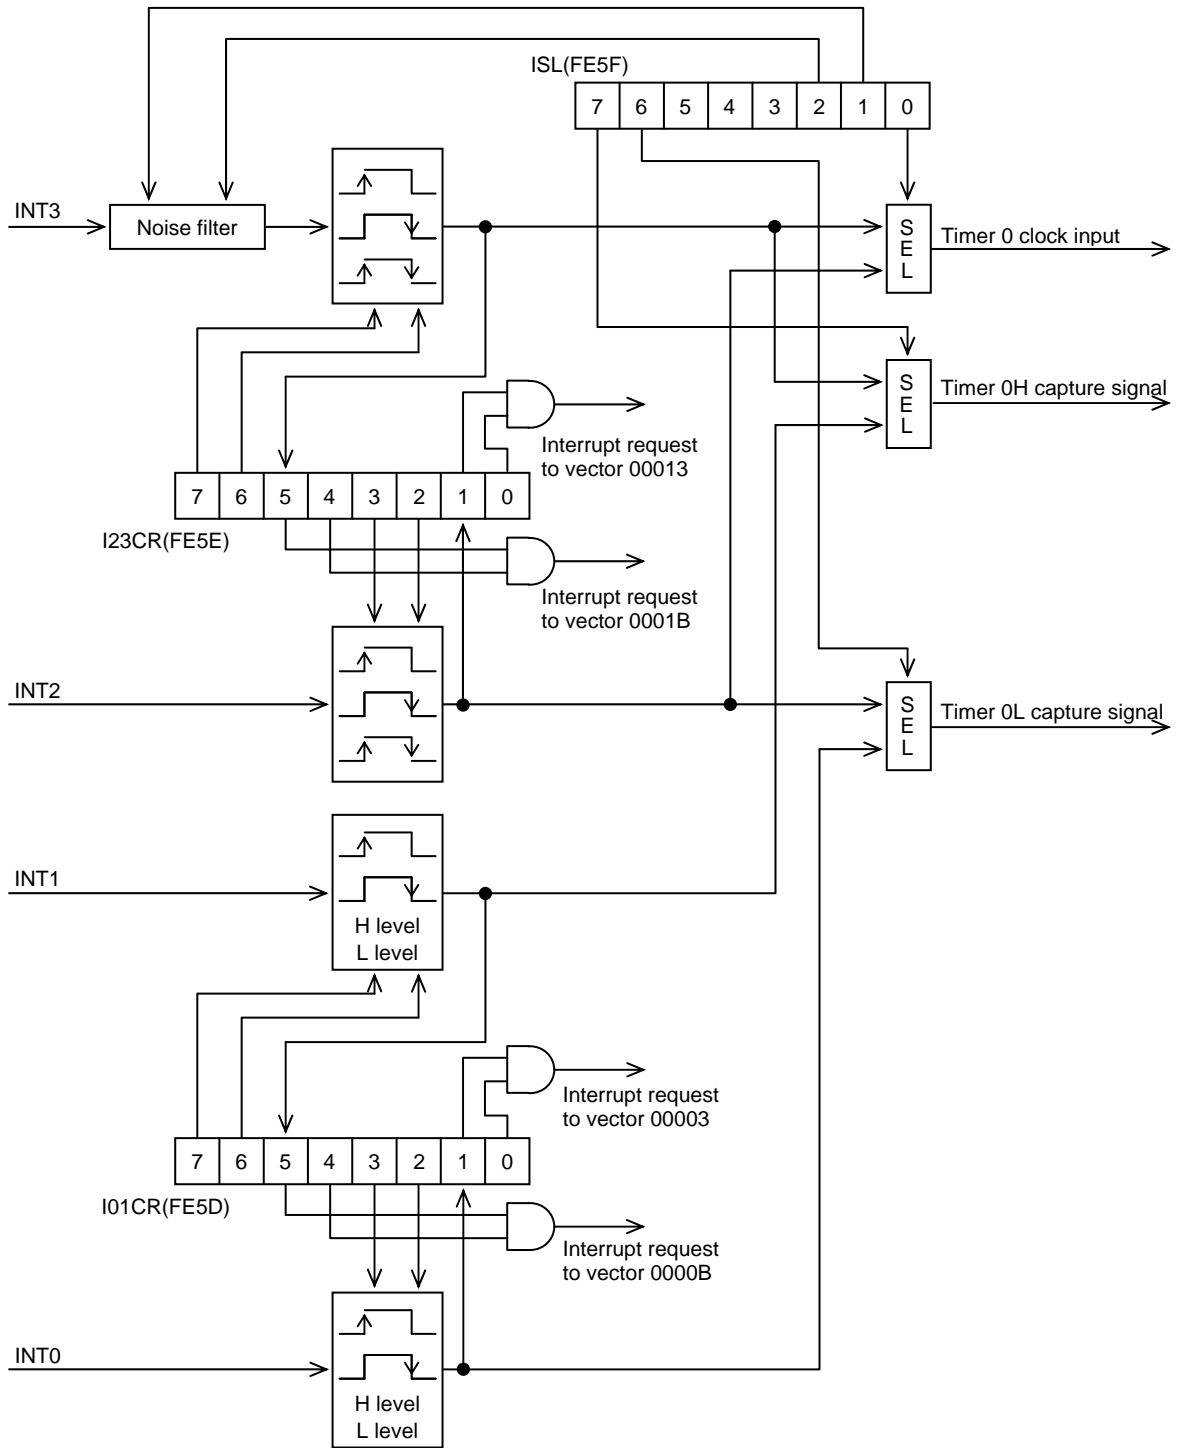 ISL(FE5F)
7 6 5 4 3 2 1 0
INT3
Noise filter
S
E
L
Timer 0 clock input
S
E
L
Timer 0H capture signal
Interrupt request
to vector 00013
7 6 5 4 3 2 1 0
I23CR(FE5E)
Interrupt request
to vector 0001B
INT2
S
E
L
Timer 0L capture signal
INT1
H level
L level
Interrupt request
to vector 00003
7 6 5 4 3 2 1 0
I01CR(FE5D)
Interrupt request
to vector 0000B
INT0
H level
L level